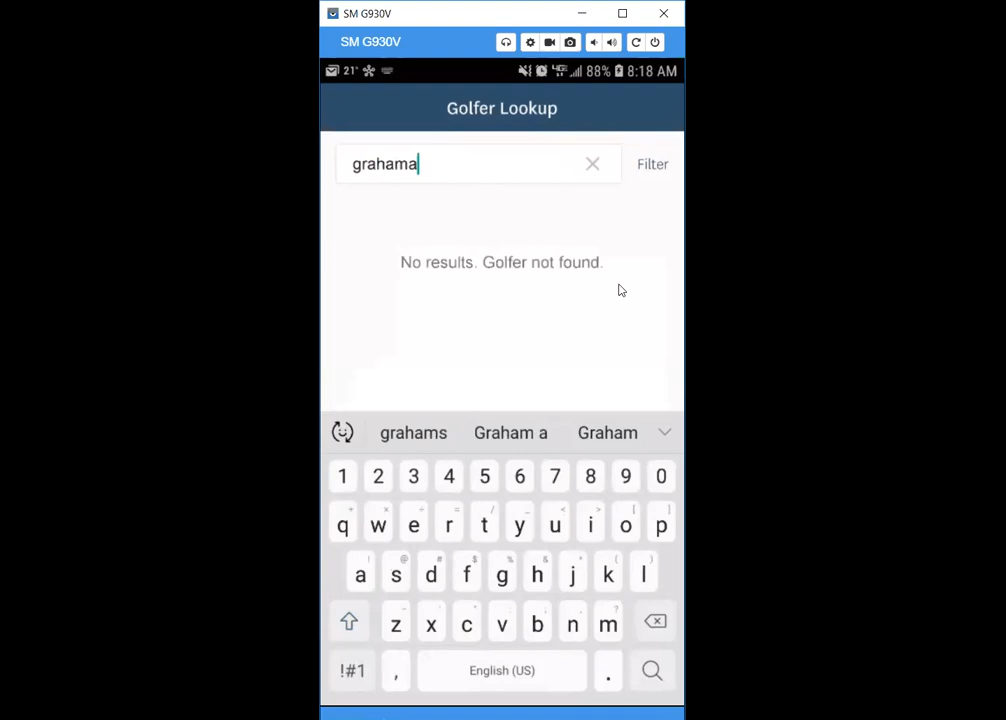 SM G930V
SM G930V
21° 88% 8:18 AM
Golfer Lookup
grahama Filter
No results. Golfer not found.
grahams Graham a Graham
1 2 3 4 5 6 7 8 9 0
q w e r t y u i o p
a s d f g h j k l
z x c v b n m
!#1 , English (US) .